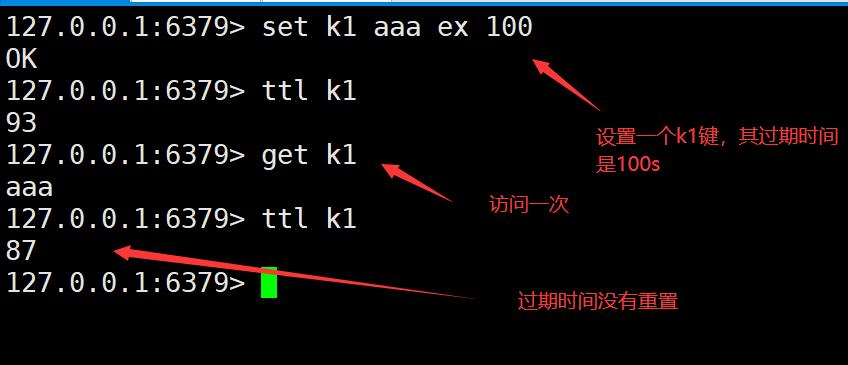 127.0.0.1:6379> set k1 aaa ex 100
OK
127.0.0.1:6379> ttl k1
93
127.0.0.1:6379> get k1
aaa
127.0.0.1:6379> ttl k1
87
127.0.0.1:6379>
设置一个k1键，其过期时间
是100s
访问一次
过期时间没有重置